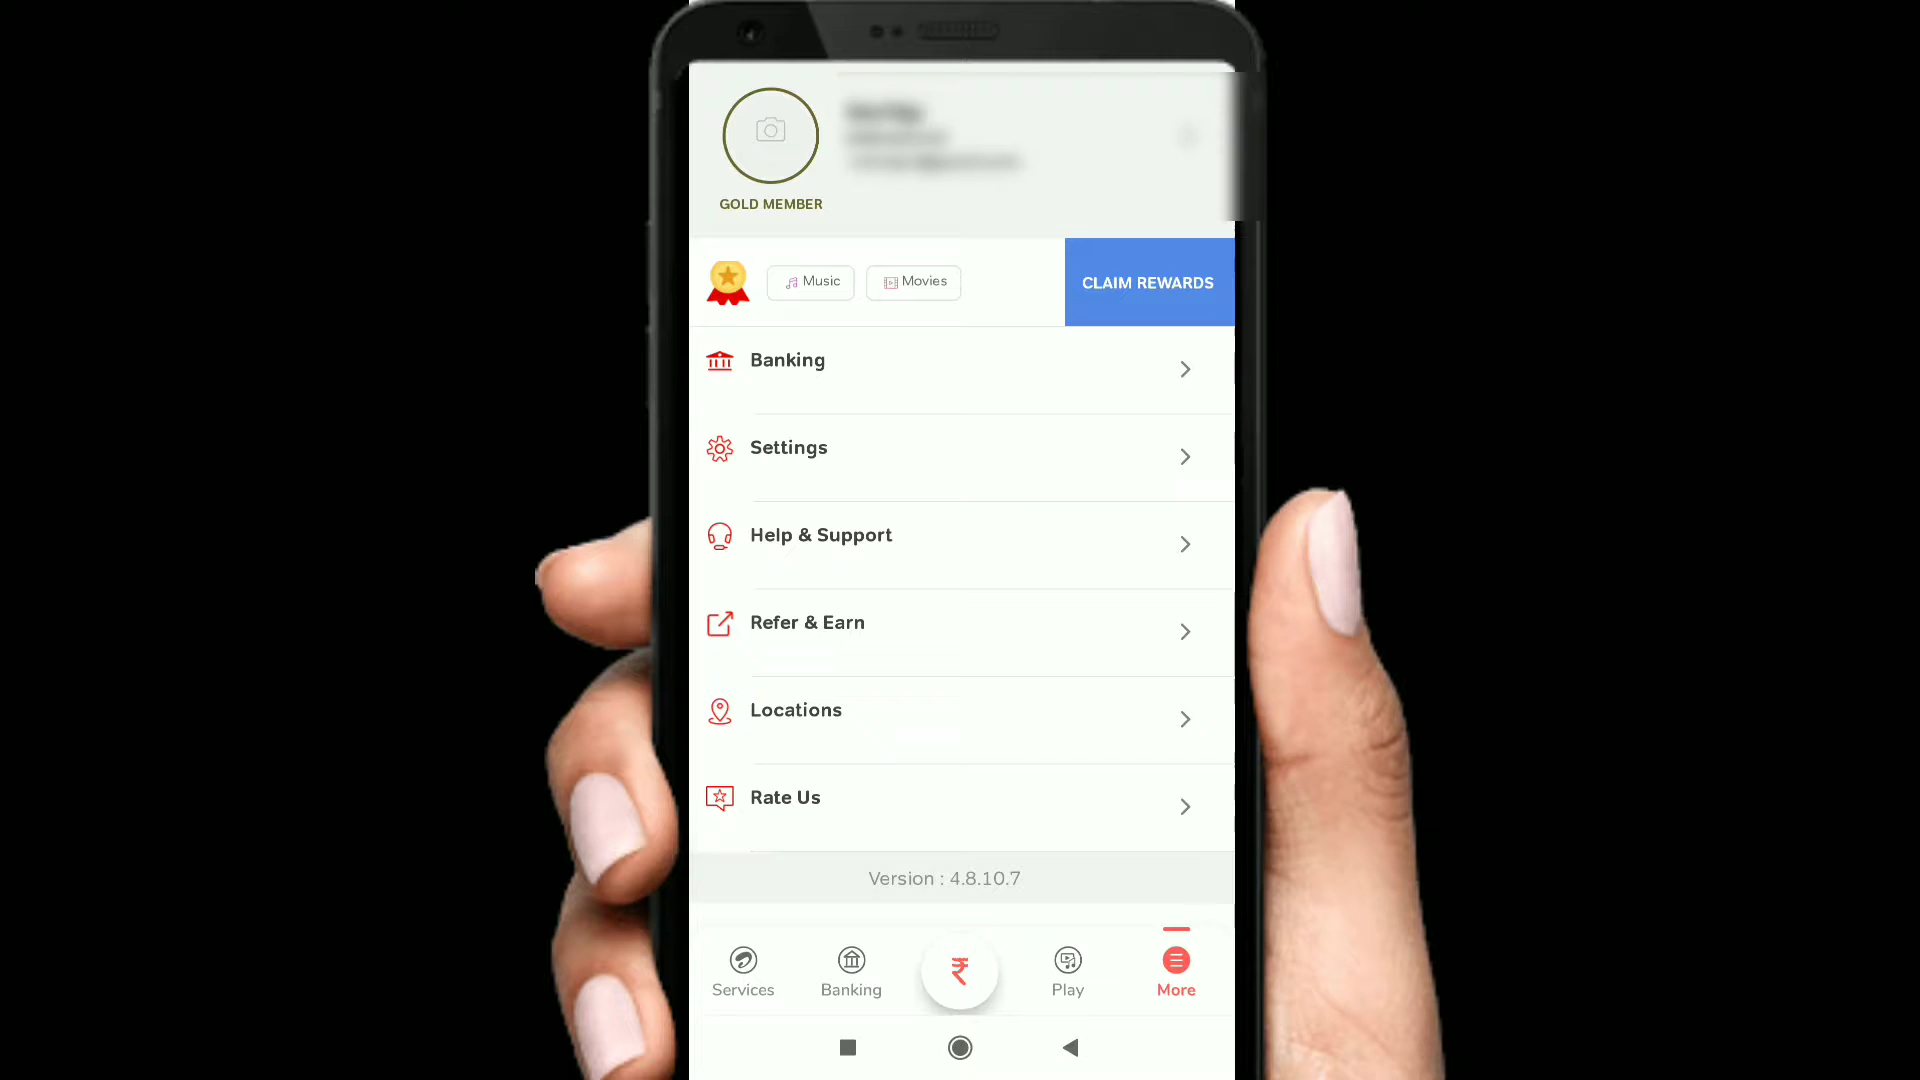 GOLD MEMBER
Music
Movies
CLAIM REWARDS
Banking
Settings
Help & Support
Refer & Earn
Locations
Rate Us
Version : 4.8.10.7
₹
Services
Banking
Play
More